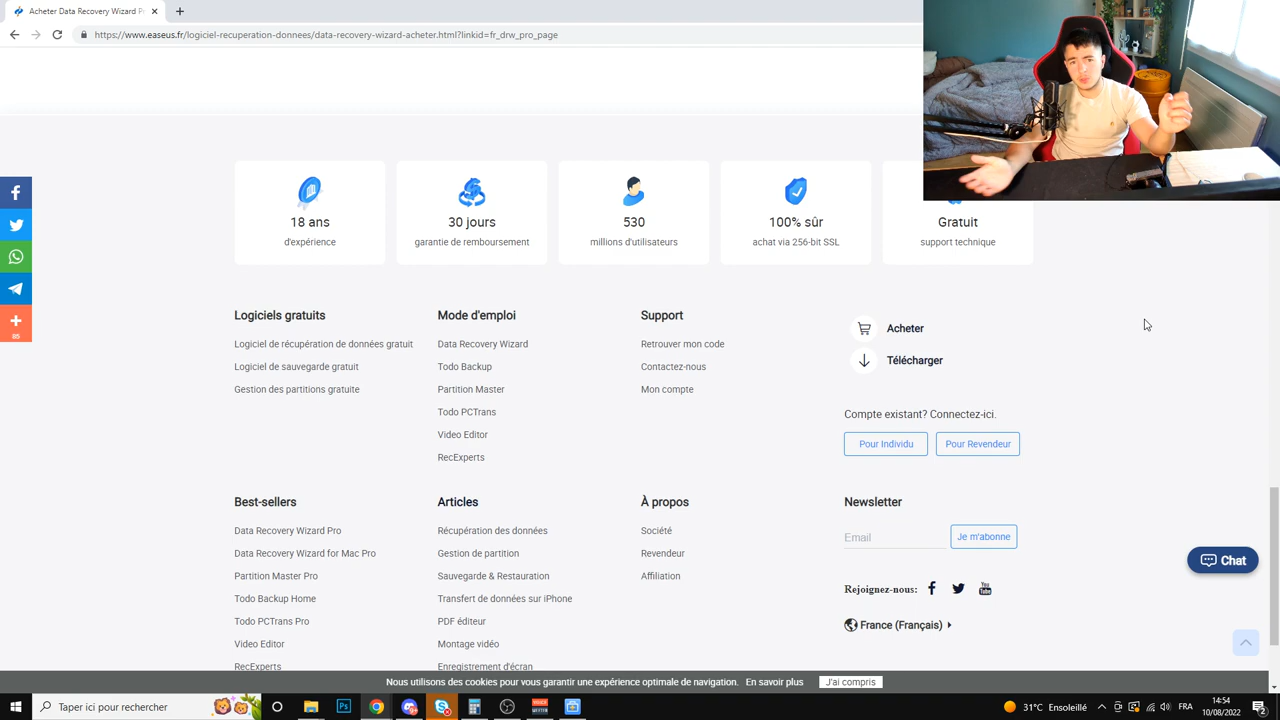 Acheter Data Recovery Wizard P
https://www.easeus.fr/logiciel-recuperation-donnees/data-recovery-wizard-acheter.html?linkid=fr_drw_pro_page
18 ans
d'expérience
30 jours
garantie de remboursement
530
millions d'utilisateurs
100% sûr
achat via 256-bit SSL
Gratuit
support technique
85
Logiciels gratuits
Logiciel de récupération de données gratuit
Logiciel de sauvegarde gratuit
Gestion des partitions gratuite
Mode d'emploi
Data Recovery Wizard
Todo Backup
Partition Master
Todo PCTrans
Video Editor
RecExperts
Support
Retrouver mon code
Contactez-nous
Mon compte
Acheter
Télécharger
Compte existant? Connectez-ici.
Pour Individu
Pour Revendeur
Best-sellers
Data Recovery Wizard Pro
Data Recovery Wizard for Mac Pro
Partition Master Pro
Todo Backup Home
Todo PCTrans Pro
Video Editor
RecExperts
Articles
Récupération des données
Gestion de partition
Sauvegarde & Restauration
Transfert de données sur iPhone
PDF éditeur
Montage vidéo
Enregistrement d'écran
À propos
Société
Revendeur
Affiliation
Newsletter
Email
Je m'abonne
Rejoignez-nous:
You Tube
France (Français)
Chat
Nous utilisons des cookies pour vous garantir une expérience optimale de navigation. En savoir plus J'ai compris
Taper ici pour rechercher
Ps
31°C Ensoleillé
FRA
14:54
10/08/2022
2